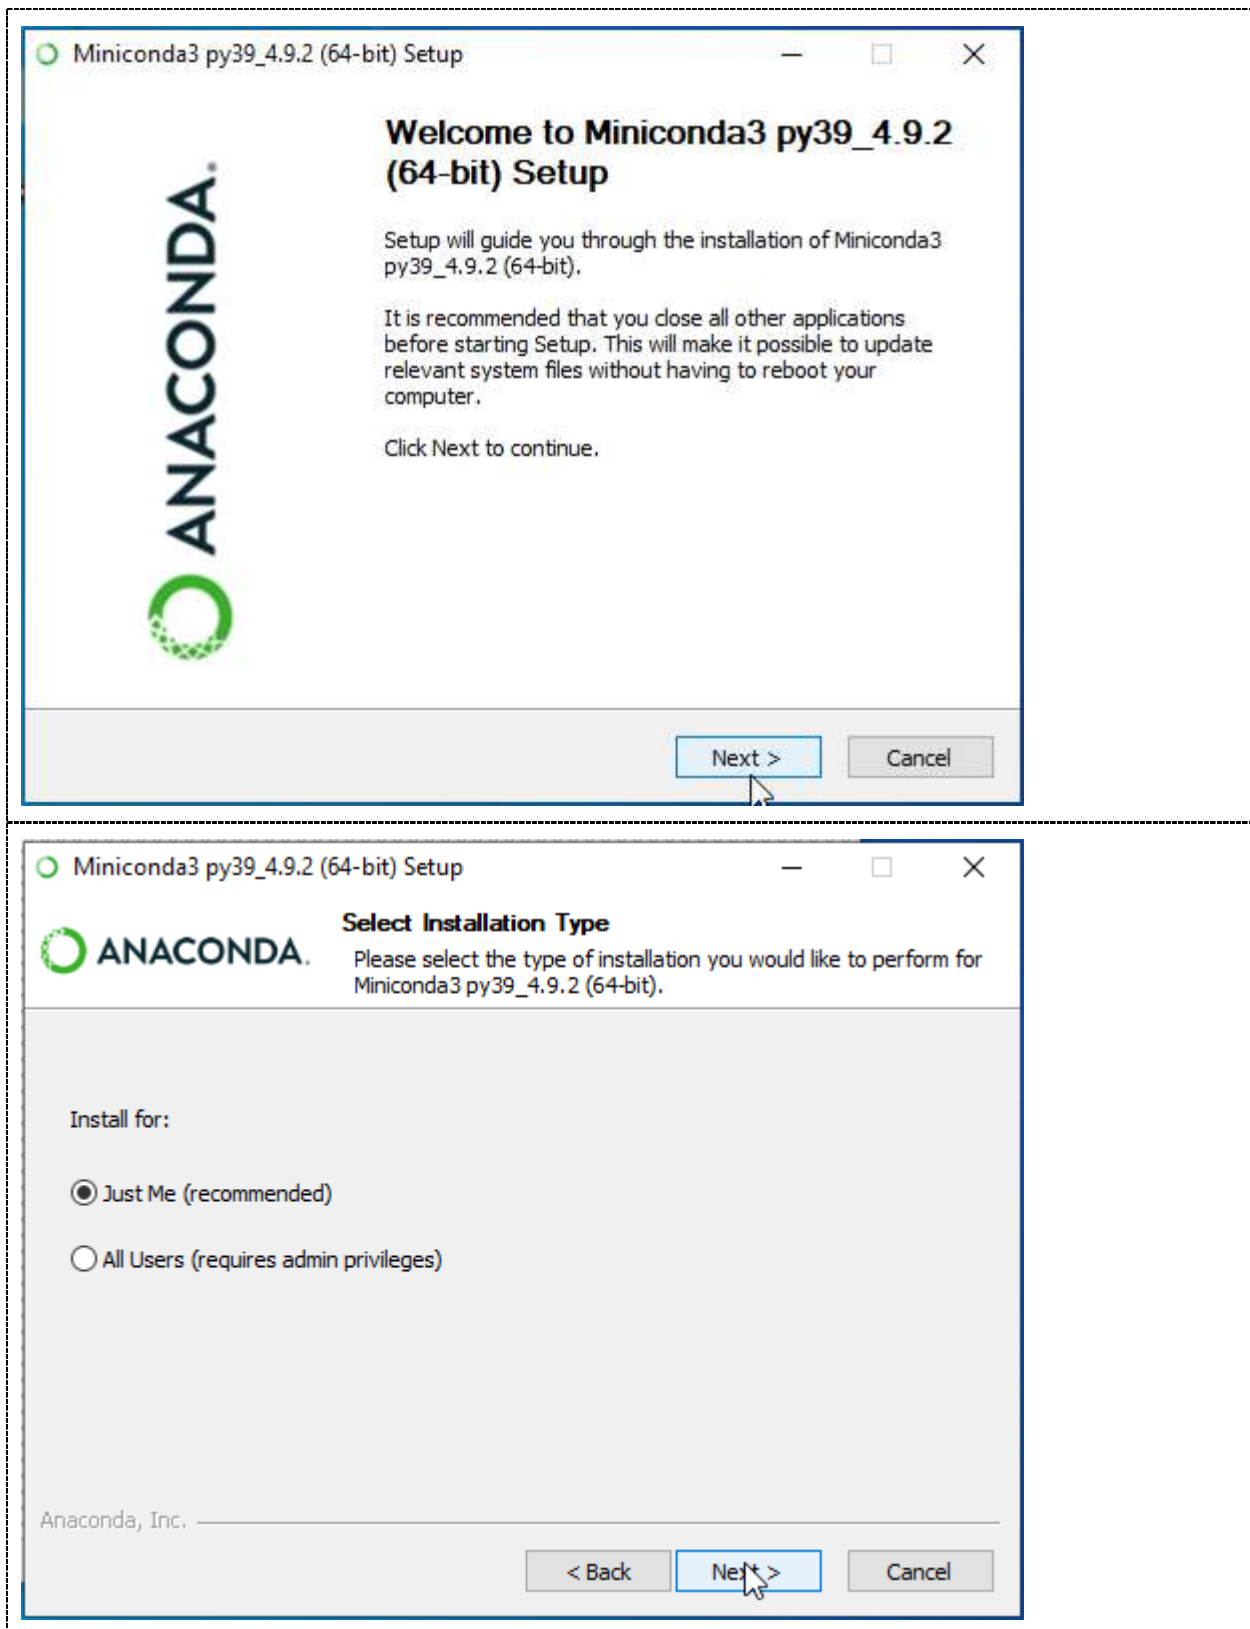 Miniconda3 py39_4.9.2 (64-bit) Setup
ANACONDA.
Welcome to Miniconda3 py39_4.9.2
(64-bit) Setup
Setup will guide you through the installation of Miniconda3
py39_4.9.2 (64-bit).
It is recommended that you close all other applications
before starting Setup. This will make it possible to update
relevant system files without having to reboot your
computer.
Click Next to continue.
Next >
Cancel
Miniconda3 py39_4.9.2 (64-bit) Setup
ANACONDA.
Select Installation Type
Please select the type of installation you would like to perform for
Miniconda3 py39_4.9.2 (64-bit).
Install for:
Just Me (recommended)
All Users (requires admin privileges)
Anaconda, Inc.
< Back
Next >
Cancel